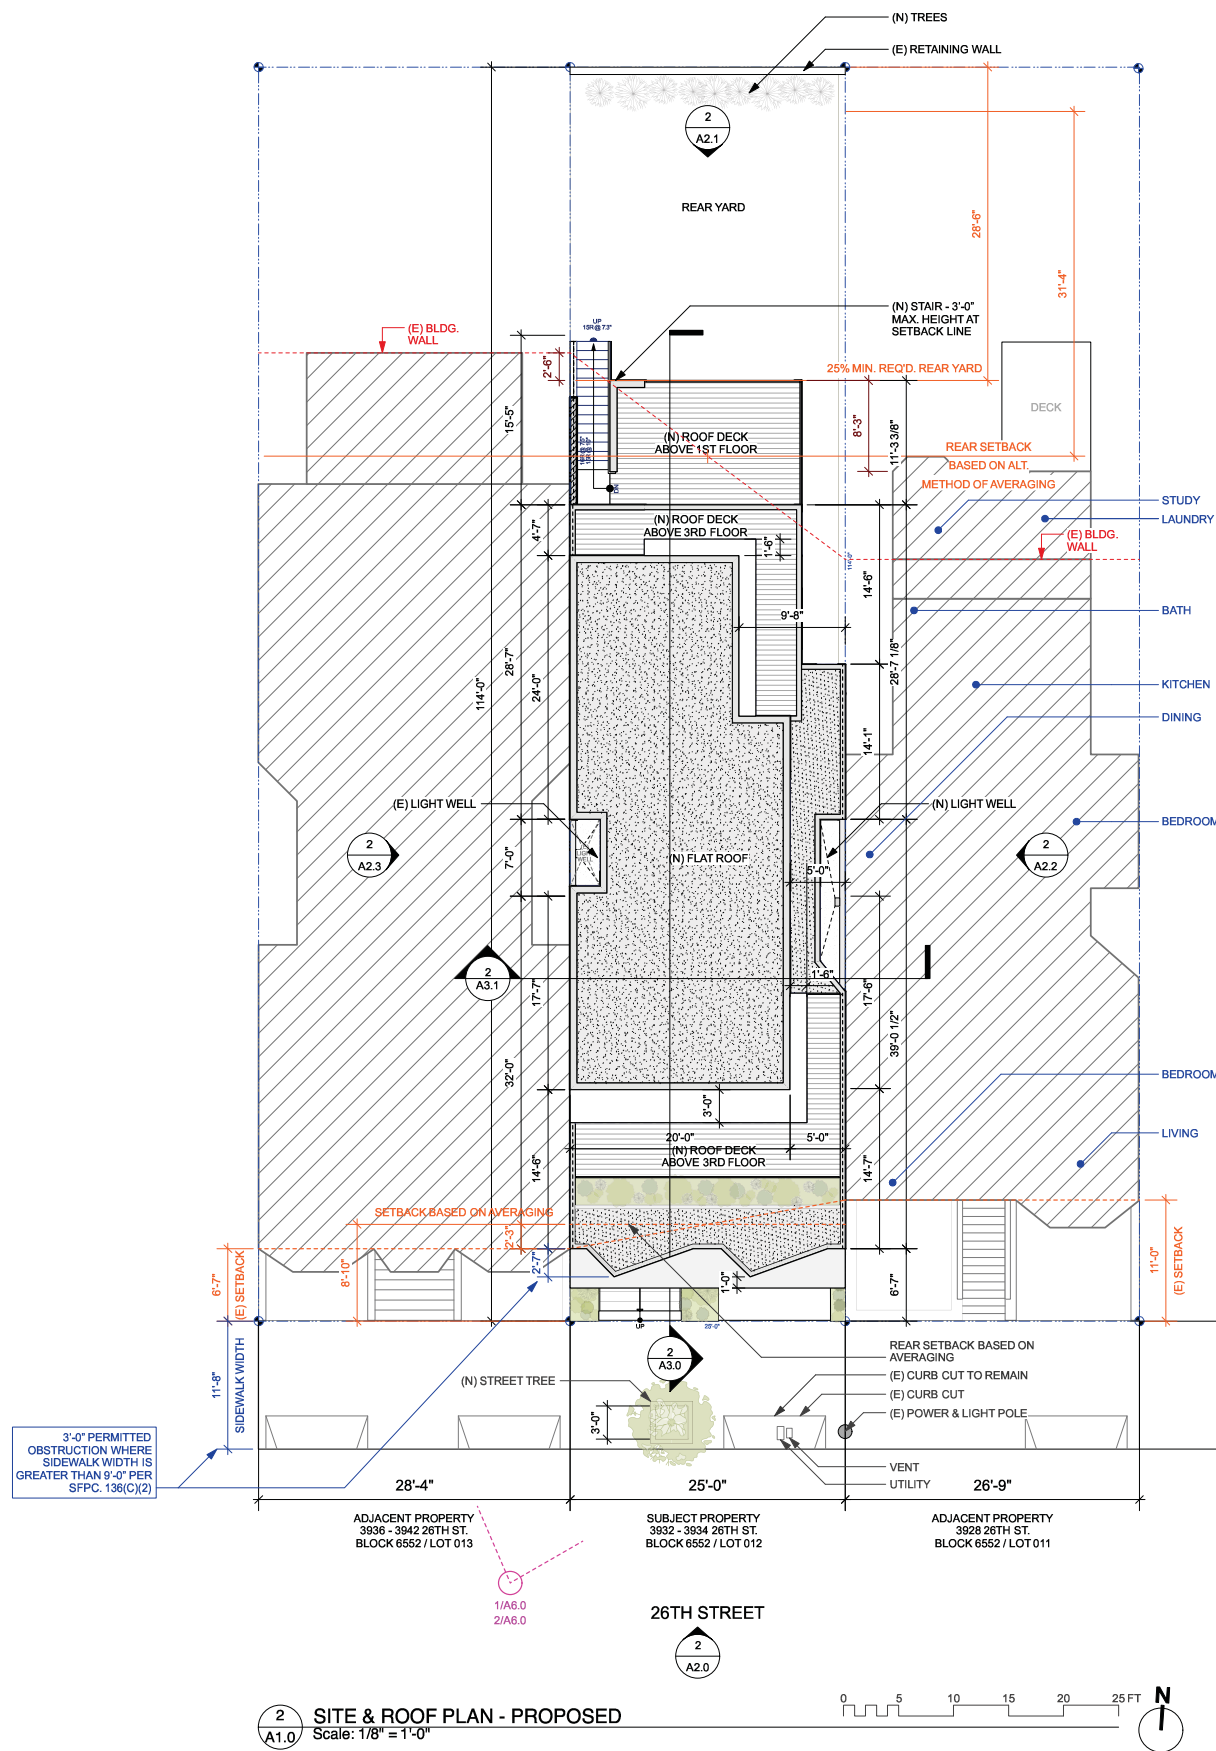 (N) TREES
(E) RETAINING WALL
2
A2.1
REAR YARD
28'-6"
31'-4"
(N) STAIR - 3'-0"
MAX. HEIGHT AT
SETBACK LINE
UP
15R@7.3"
(E) BLDG.
WALL
2'-6"
25% MIN. REQ'D. REAR YARD
DECK
15'-5"
8'-3"
11'-3 3/8"
(N) ROOF DECK
ABOVE 1ST FLOOR
REAR SETBACK
BASED ON ALT.
METHOD OF AVERAGING
DN
STUDY
LAUNDRY
(N) ROOF DECK
ABOVE 3RD FLOOR
4'-7"
1'-6"
(E) BLDG.
WALL
114'-0"
14'-6"
9'-8"
BATH
28'-7"
24'-0"
114'-0"
28'-7 1/8"
KITCHEN
DINING
14'-1"
(E) LIGHT WELL
(N) LIGHT WELL
BEDROOM
2
A2.3
7'-0"
LIGHT
WELL
(N) FLAT ROOF
5'-0"
2
A2.2
2
A3.1
17'-7"
1'-6"
17'-6"
39'-0 1/2"
32'-0"
BEDROOM
3'-0"
LIVING
20'-0"
5'-0"
(N) ROOF DECK
ABOVE 3RD FLOOR
14'-6"
14'-7"
SETBACK BASED ON AVERAGING
2'-3"
2'-7"
6'-7"
(E) SETBACK
8'-10"
1'-0"
6'-7"
11'-0"
(E) SETBACK
UP
25'-0"
11'-8"
SIDEWALK WIDTH
2
A3.0
REAR SETBACK BASED ON
AVERAGING
(N) STREET TREE
(E) CURB CUT TO REMAIN
(E) CURB CUT
3'-0"
(E) POWER & LIGHT POLE
3'-0" PERMITTED
OBSTRUCTION WHERE
SIDEWALK WIDTH IS
GREATER THAN 9'-0" PER
SFPC. 136(C)(2)
VENT
UTILITY
28'-4"
25'-0"
26'-9"
ADJACENT PROPERTY
3936 - 3942 26TH ST.
BLOCK 6552 / LOT 013
SUBJECT PROPERTY
3932 - 3934 26TH ST.
BLOCK 6552 / LOT 012
ADJACENT PROPERTY
3928 26TH ST.
BLOCK 6552 / LOT 011
1/A6.0
2/A6.0
26TH STREET
2
A2.0
2
A1.0
SITE & ROOF PLAN - PROPOSED
Scale: 1/8" = 1'-0"
0 5 10 15 20 25 FT
N